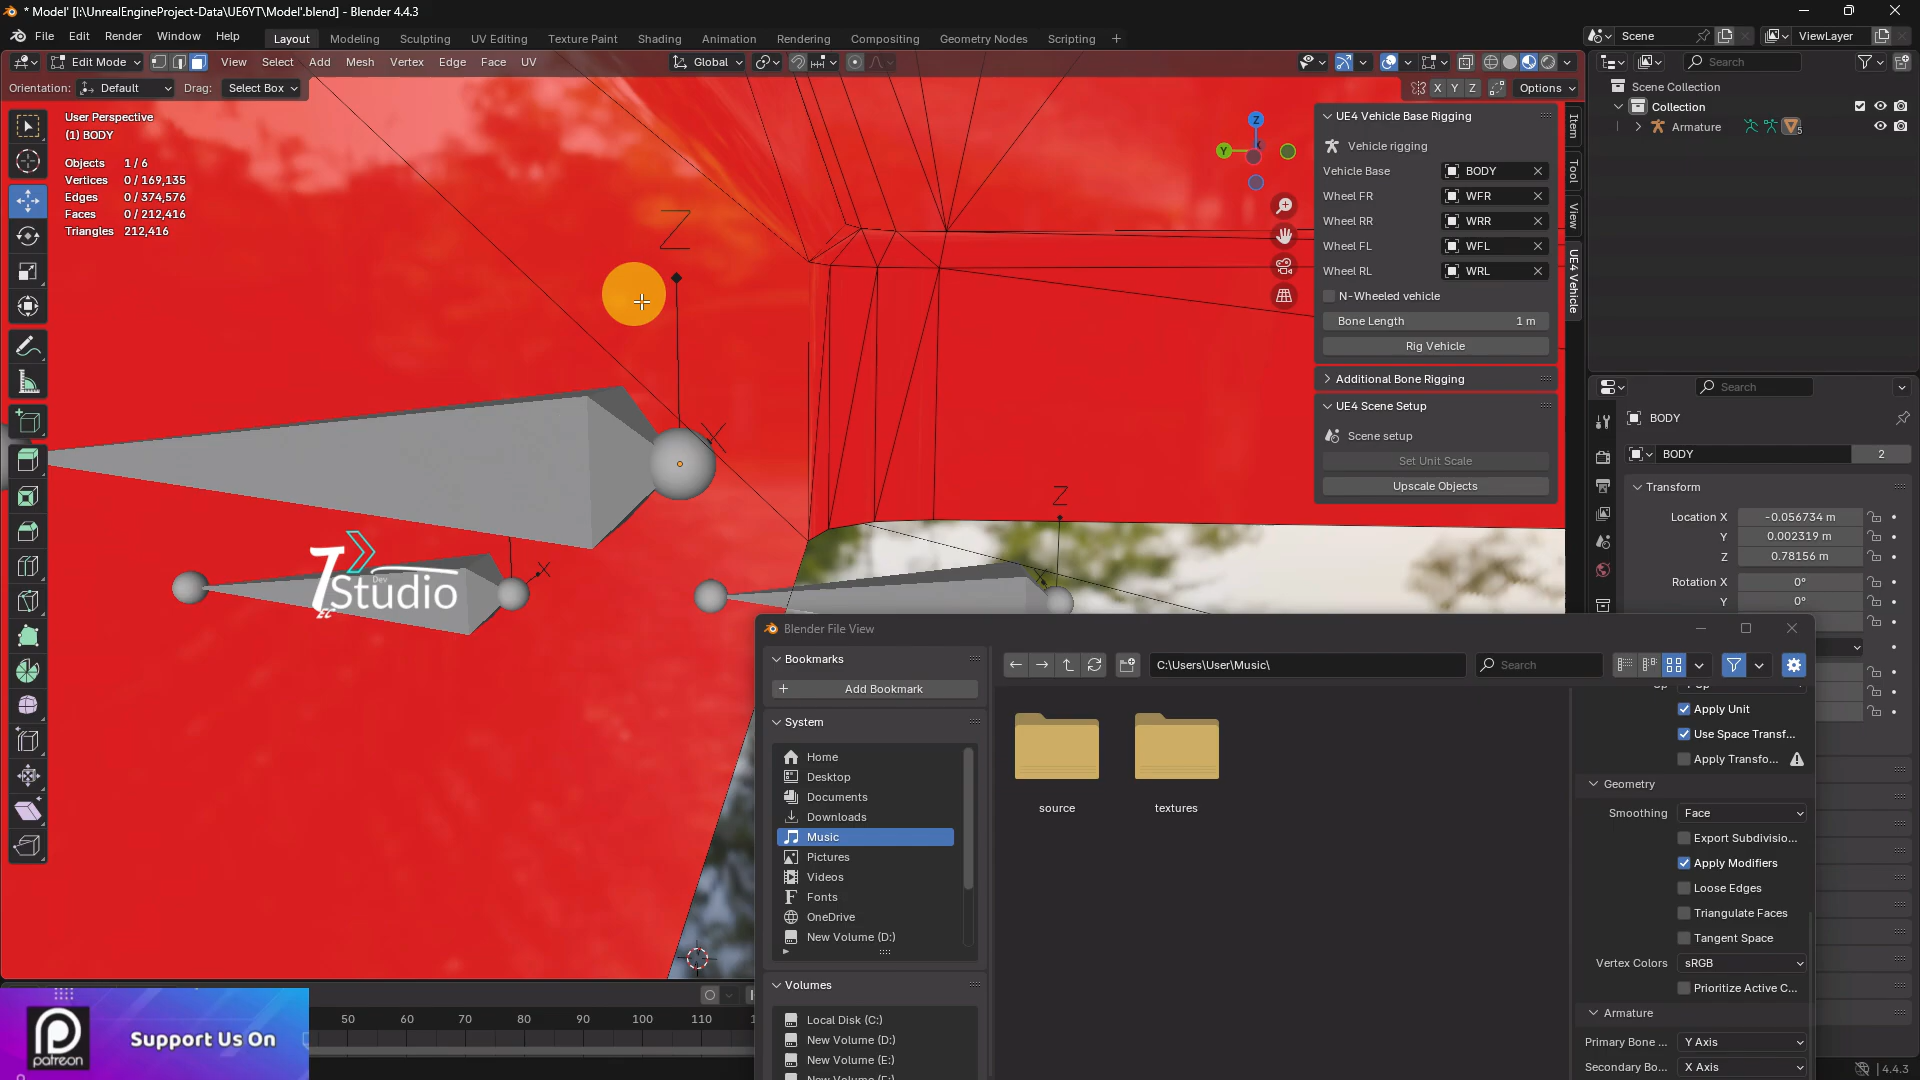 * Model' [I:\UnrealEngineProject-Data\UE6YT\Model'.blend] - Blender 4.4.3
File Edit Render Window Help
Layout Modeling Sculpting UV Editing Texture Paint Shading Animation Rendering Compositing Geometry Nodes Scripting +
Scene ViewLayer
Edit Mode View Select Add Mesh Vertex Edge Face UV
Global
Search
Orientation: Default Drag: Select Box
X Y Z Options
Scene Collection
Collection
Armature 5
User Perspective
(1) BODY
Objects 1/6
Vertices 0/169,135
Edges 0/374,576
Faces 0/212,416
Triangles 212,416
Z
X
X
Z
X
Z
Y
UE4 Vehicle Base Rigging
Vehicle rigging
Vehicle Base BODY
Wheel FR WFR
Wheel RR WRR
Wheel FL WFL
Wheel RL WRL
N-Wheeled vehicle
Bone Length 1 m
Rig Vehicle
Additional Bone Rigging
UE4 Scene Setup
Scene setup
Set Unit Scale
Upscale Objects
Item
Tool
View
UE4 Vehicle
Search
BODY
BODY 2
Transform
Location X -0.056734 m
Y 0.002319 m
Z 0.78156 m
Rotation X 0°
Y 0°
T Dev
Studio
EC
Blender File View
Bookmarks
Add Bookmark
System
Home
Desktop
Documents
Downloads
Music
Pictures
Videos
Fonts
OneDrive
New Volume (D:)
Volumes
Local Disk (C:)
New Volume (D:)
New Volume (E:)
C:\Users\User\Music\
Search
source
textures
Apply Unit
Use Space Transf...
Apply Transfo...
Geometry
Smoothing Face
Export Subdivisio...
Apply Modifiers
Loose Edges
Triangulate Faces
Tangent Space
Vertex Colors sRGB
Prioritize Active C...
Armature
Primary Bone ... Y Axis
Secondary Bo... X Axis
50 60 70 80 90 100 110
patreon
Support Us On
4.4.3